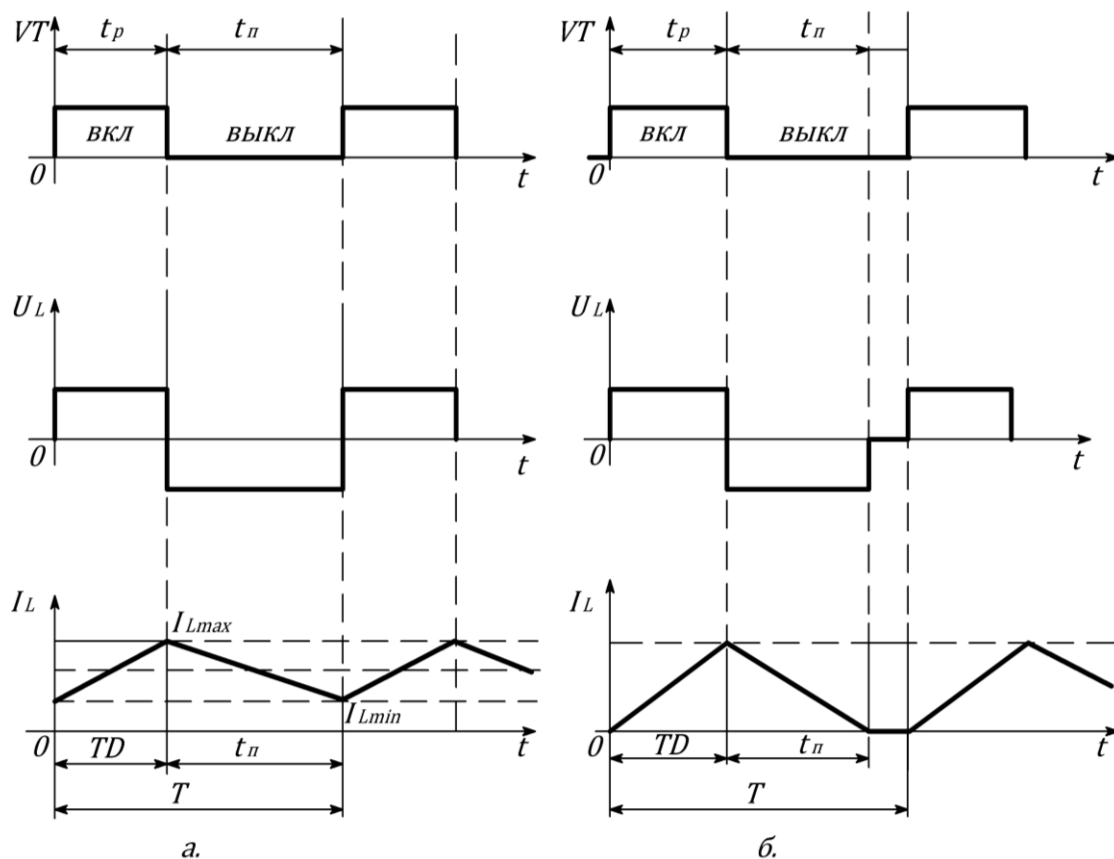 VT tр tп
вкл выкл
0 t
UL
0 t
IL ILmax
ILmin
0 TD tп t
T
а.
VT tр tп
вкл выкл
0 t
UL
0 t
IL
0 TD tп t
T
б.